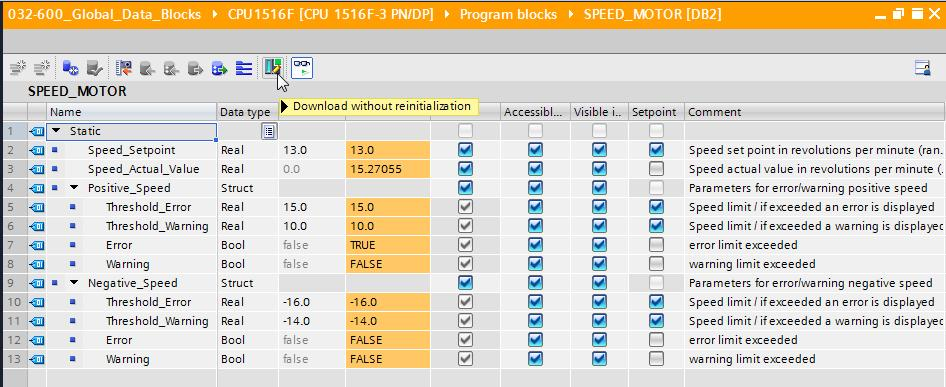 032-600_Global_Data_Blocks ▸ CPU1516F [CPU 1516F-3 PN/DP] ▸ Program blocks ▸ SPEED_MOTOR [DB2]
SPEED_MOTOR
Download without reinitialization
Name Data type Accessibl... Visible i.. Setpoint Comment
1 Static
2 Speed_Setpoint Real 13.0 13.0 Speed set point in revolutions per minute (ran.
3 Speed_Actual_Value Real 0.0 15.27055 Speed actual value in revolutions per minute (.
4 Positive_Speed Struct Parameters for error/warning positive speed
5 Threshold_Error Real 15.0 15.0 Speed limit / if exceeded an error is displayed
6 Threshold_Warning Real 10.0 10.0 Speed limit / if exceeded a warning is displayec
7 Error Bool false TRUE error limit exceeded
8 Warning Bool false FALSE warning limit exceeded
9 Negative_Speed Struct Parameters for error/warning negative speed
10 Threshold_Error Real -16.0 -16.0 Speed limit / if exceeded an error is displayed
11 Threshold_Warning Real -14.0 -14.0 Speed limit / if exceeded a warning is displayec
12 Error Bool false FALSE error limit exceeded
13 Warning Bool false FALSE warning limit exceeded